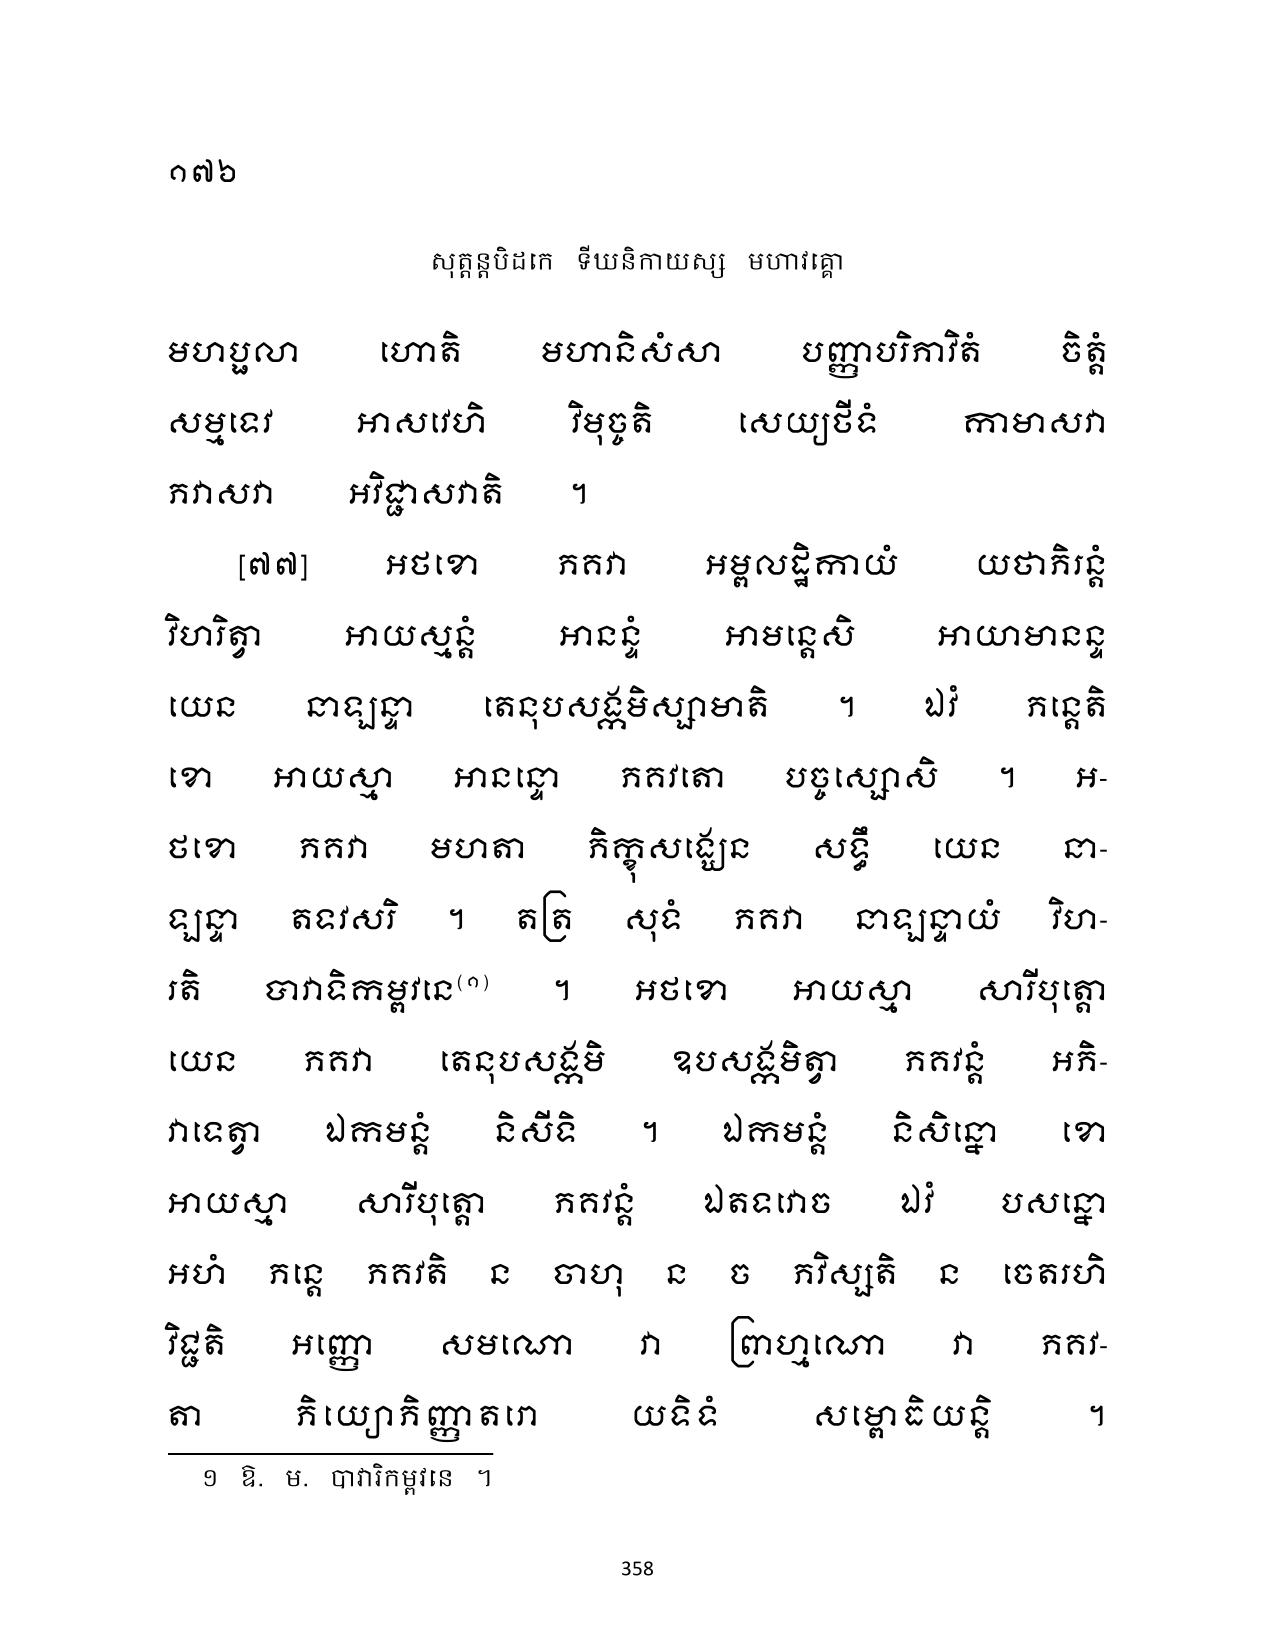 ១៧៦
សុត្តន្តបិដកេ ទីឃនិកាយស្ស មហាវគ្គោ
មហប្ផលា ហោតិ មហានិសំសា បញ្ញាបរិភាវិតំ ចិត្តំ
សម្មទេវ អាសវេហិ វិមុច្ចតិ សេយ្យថីទំ កាមាសវា
ភវាសវា អវិជ្ជាសវាតិ ។
[៧៧] អថខោ ភគវា អម្ពលដ្ឋិកាយំ យថាភិរន្តំ
វិហរិត្វា អាយស្មន្តំ អានន្ទំ អាមន្តេសិ អាយាមានន្ទ
យេន នាឡន្ទា តេនុបសង្កមិស្សាមាតិ ។ ឯវំ ភន្តេតិ
ខោ អាយស្មា អានន្ទោ ភគវតោ បច្ចស្សោសិ ។ អ-
ថខោ ភគវា មហតា ភិក្ខុសង្ឃេន សទ្ធឹ យេន នា-
ឡន្ទា តទវសរិ ។ តត្រ សុទំ ភគវា នាឡន្ទាយំ វិហ-
រតិ បាវាទិកម្ពវនេ(១) ។ អថខោ អាយស្មា សារីបុត្តោ
យេន ភគវា តេនុបសង្កមិ ឧបសង្កមិត្វា ភគវន្តំ អភិ-
វាទេត្វា ឯកមន្តំ និសីទិ ។ ឯកមន្តំ និសិន្នោ ខោ
អាយស្មា សារីបុត្តោ ភគវន្តំ ឯតទវោច ឯវំ បសន្នោ
អហំ ភន្តេ ភគវតិ ន ចាហុ ន ច ភវិស្សតិ ន ចេតរហិ
វិជ្ជតិ អញ្ញោ សមណោ វា ព្រាហ្មណោ វា ភគវ-
តា ភិយ្យោភិញ្ញាតរោ យទិទំ សម្ពោធិយន្តិ ។
១ ឱ. ម. បាវារិកម្ពវនេ ។
358